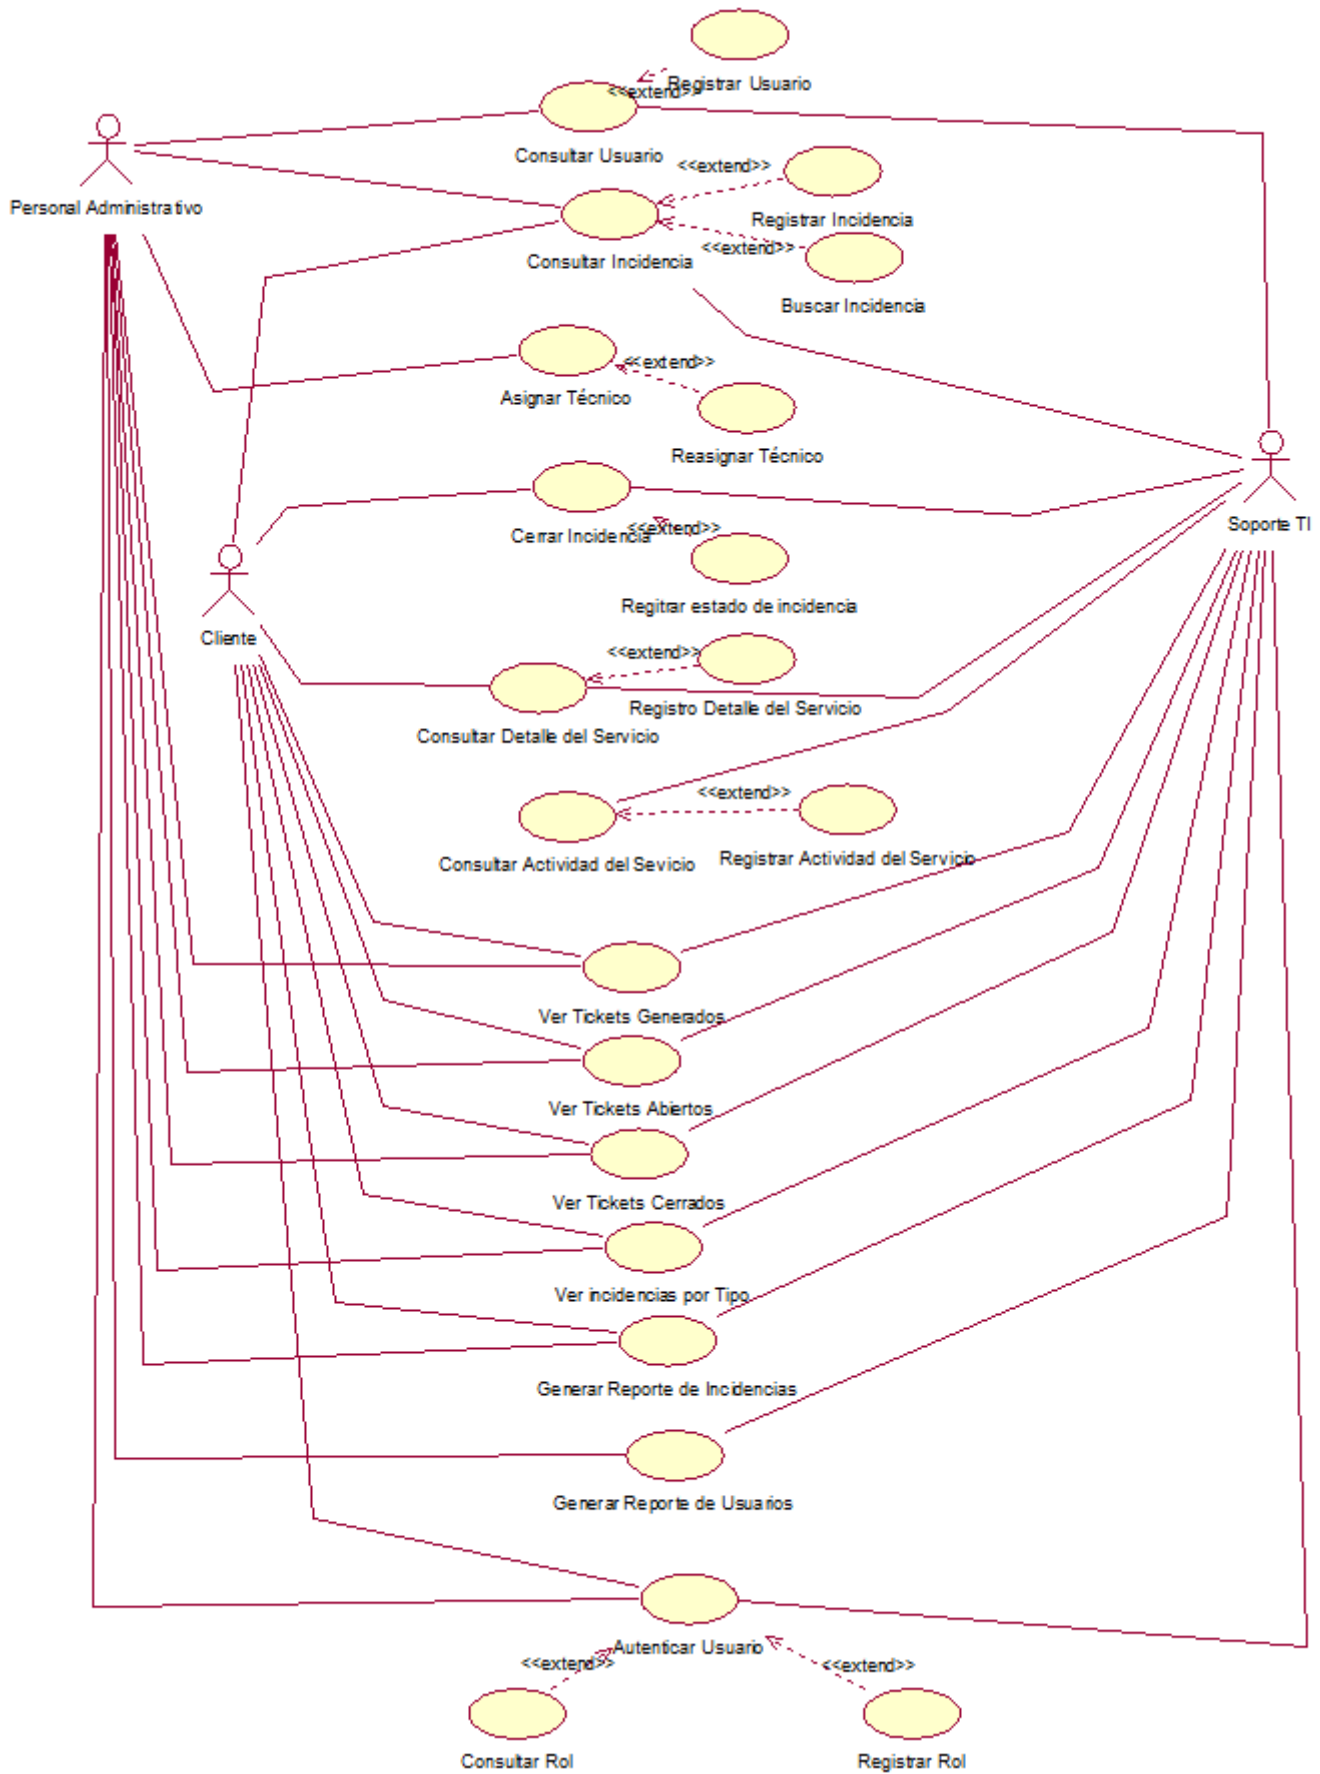 Registrar Usuario
<<extend>>
Consultar Usuario
Personal Administrativo
<<extend>>
Registrar Incidencia
Consultar Incidencia
<<extend>>
Buscar Incidencia
<<extend>>
Asignar Técnico
Reasignar Técnico
Soporte TI
Cerrar Incidencia
<<extend>>
Regitrar estado de incidencia
Cliente
<<extend>>
Registro Detalle del Servicio
Consultar Detalle del Servicio
<<extend>>
Consultar Actividad del Sevicio
Registrar Actividad del Servicio
Ver Tickets Generados
Ver Tickets Abiertos
Ver Tickets Cerrados
Ver incidencias por Tipo
Generar Reporte de Incidencias
Generar Reporte de Usuarios
Autenticar Usuario
<<extend>>
<<extend>>
Consultar Rol
Registrar Rol